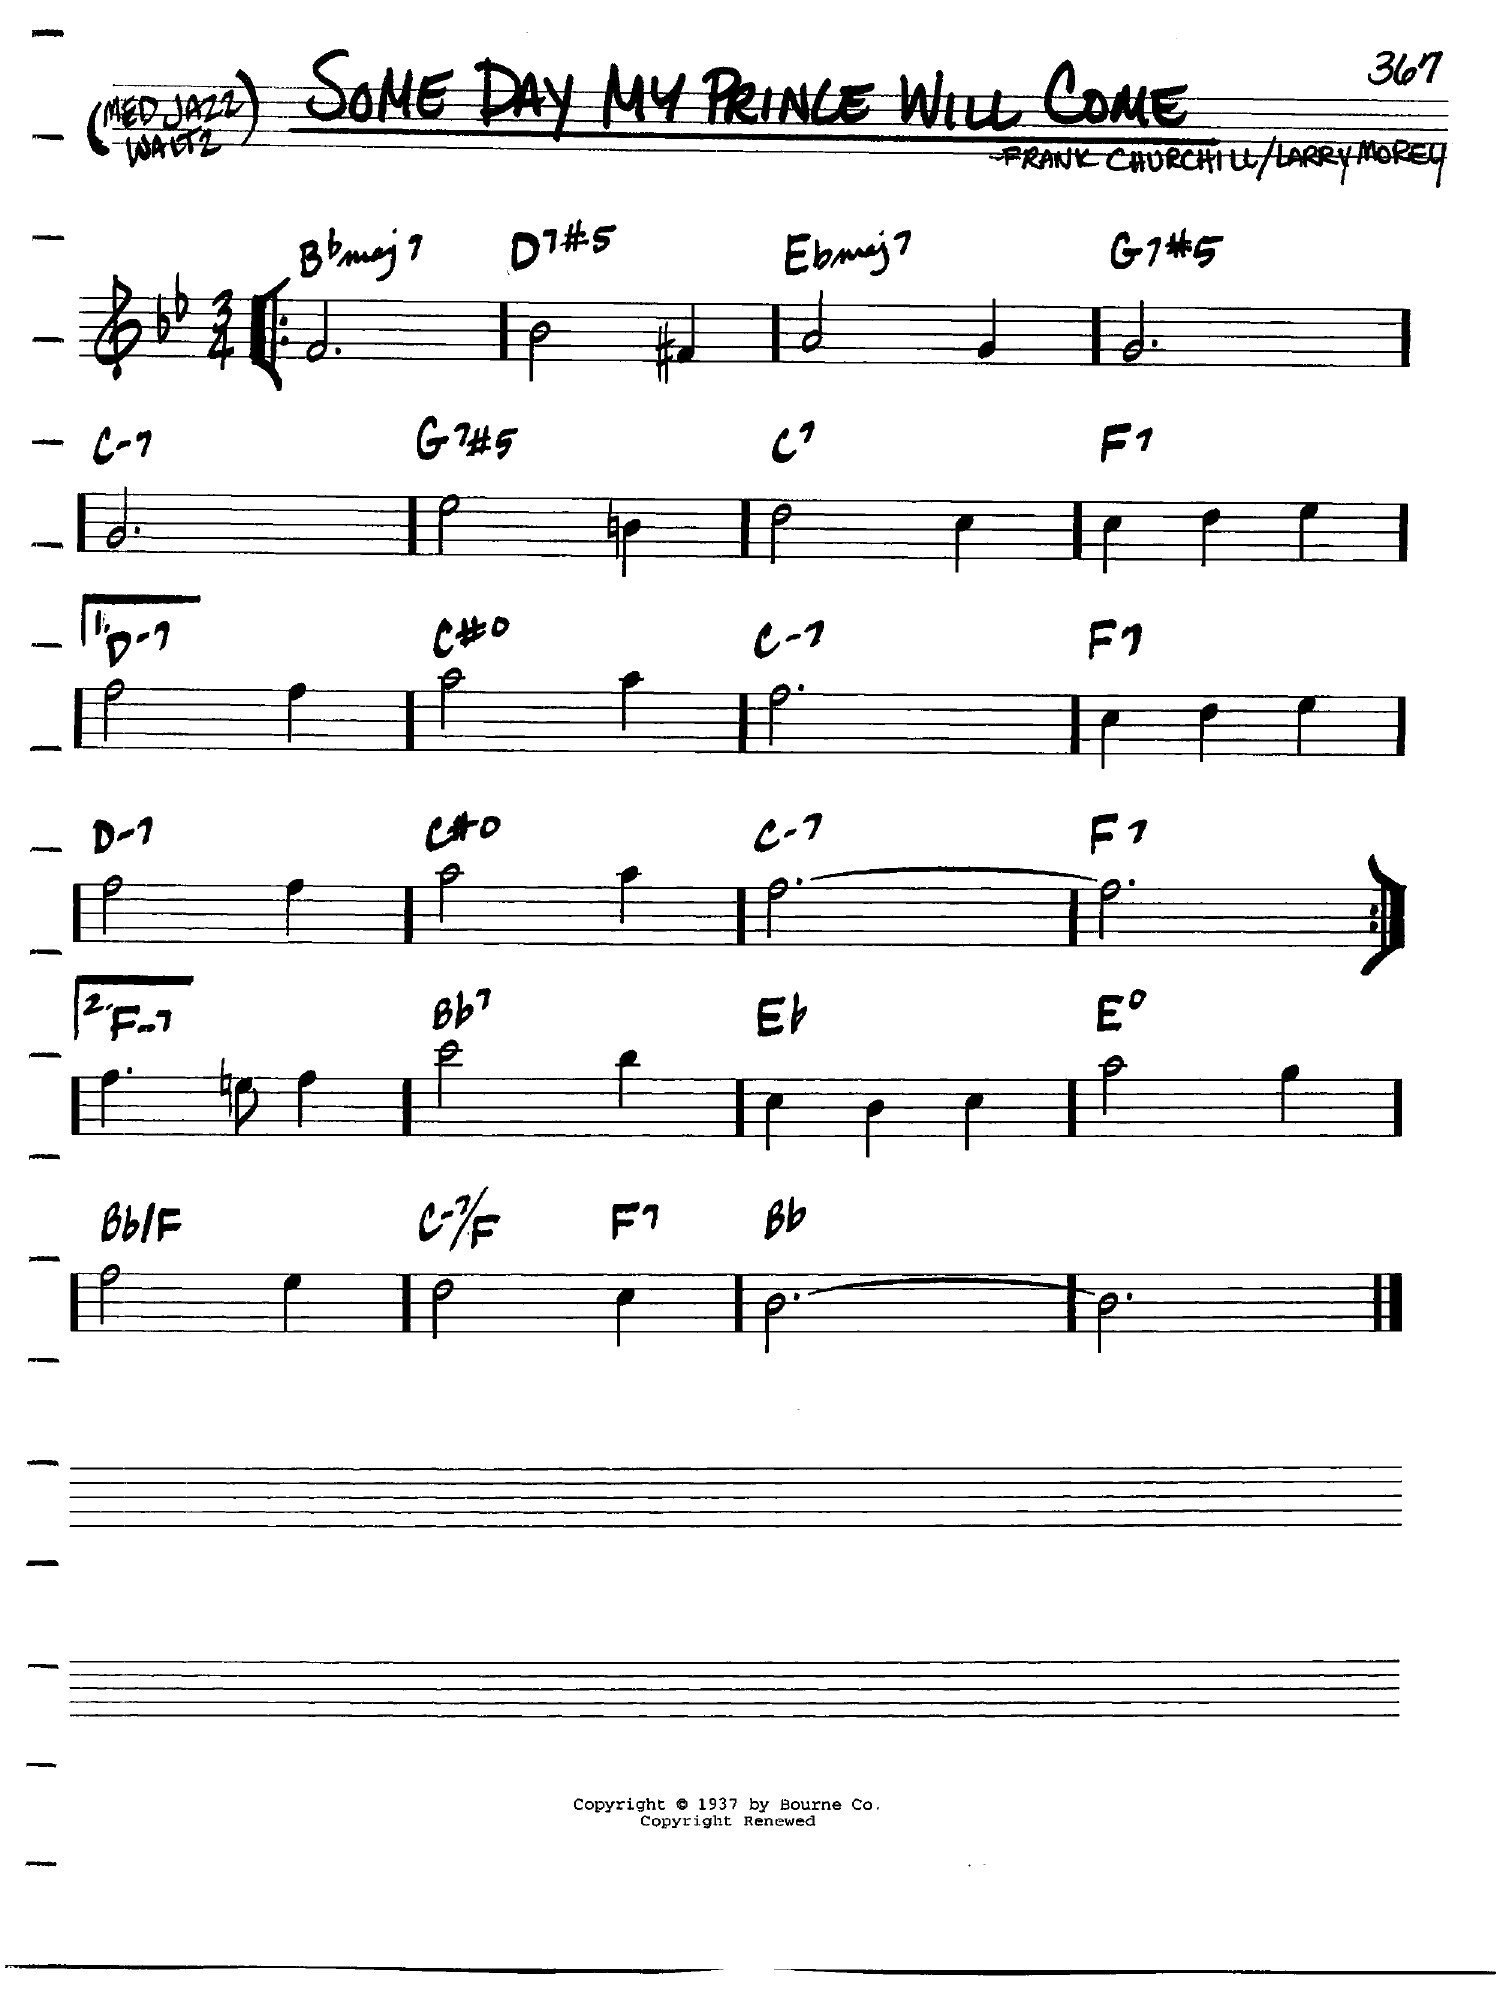 367
(MED JAZZ WALTZ)
SOME DAY MY PRINCE WILL COME
FRANK CHURCHILL/LARRY MOREY
Bbmaj7 D7#5 Ebmaj7 G7#5
3
4
C-7 G7#5 C7 F7
1. D-7 C#o C-7 F7
D-7 C#o C-7 F7
2. F-7 Bb7 Eb Eo
Bb/F C-7/F F7 Bb
Copyright © 1937 by Bourne Co.
Copyright Renewed